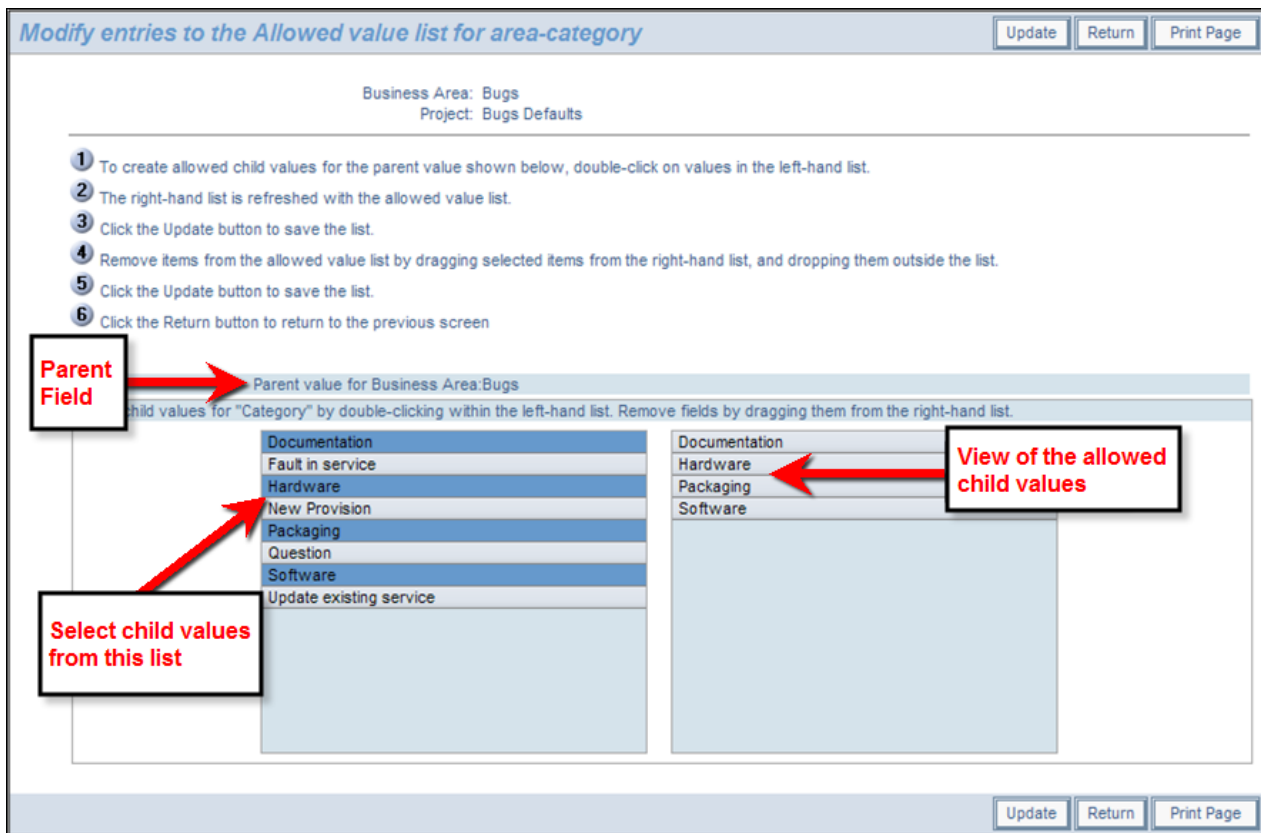 Modify entries to the Allowed value list for area-category
Update Return Print Page
Business Area: Bugs
Project: Bugs Defaults
1 To create allowed child values for the parent value shown below, double-click on values in the left-hand list.
2 The right-hand list is refreshed with the allowed value list.
3 Click the Update button to save the list.
4 Remove items from the allowed value list by dragging selected items from the right-hand list, and dropping them outside the list.
5 Click the Update button to save the list.
6 Click the Return button to return to the previous screen
Parent
Field
Parent value for Business Area:Bugs
child values for "Category" by double-clicking within the left-hand list. Remove fields by dragging them from the right-hand list.
Documentation
Fault in service
Hardware
New Provision
Packaging
Question
Software
Update existing service
Documentation
Hardware
Packaging
Software
View of the allowed
child values
Select child values
from this list
Update Return Print Page